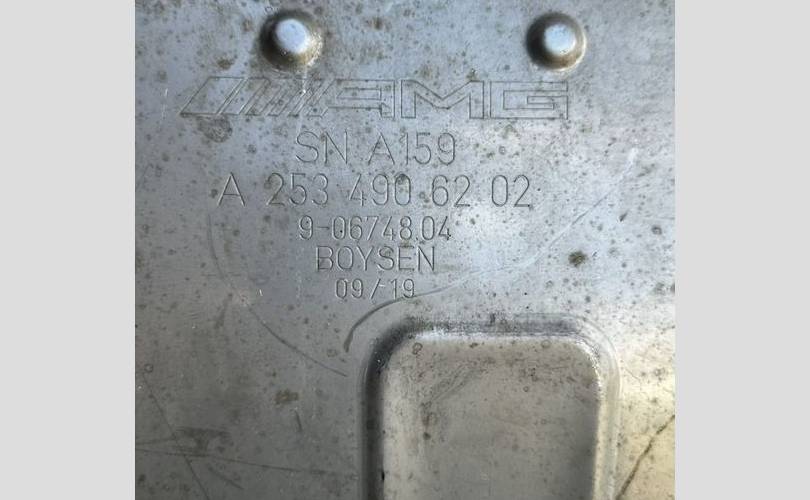 AMG
SN A159
A 253 490 62 02
9-06748.04
BOYSEN
09/19